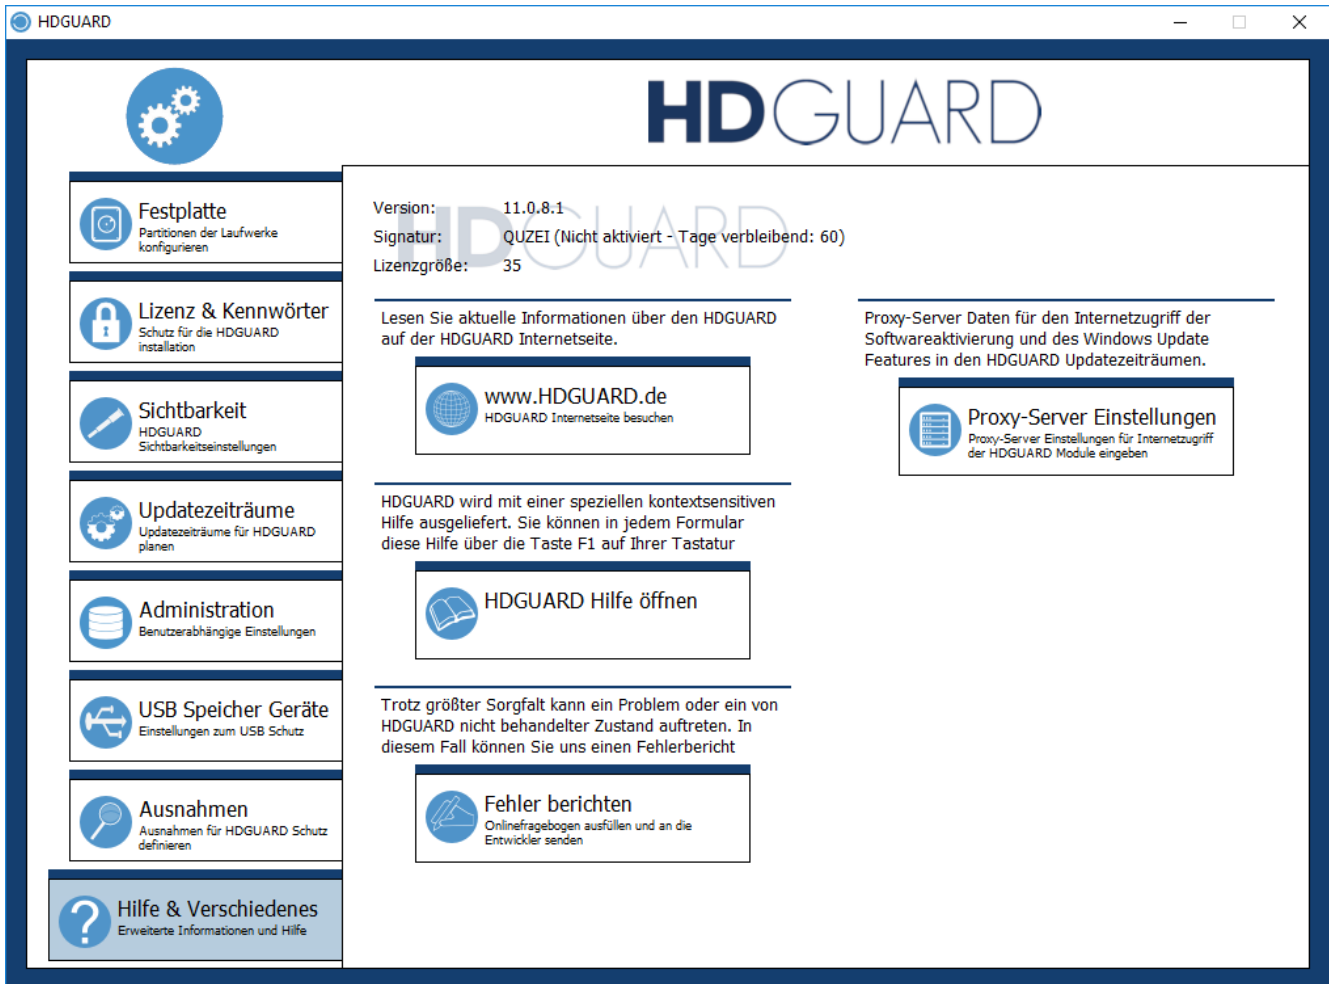 HDGUARD
HDGUARD
Festplatte
Partitionen der Laufwerke
konfigurieren
Lizenz & Kennwörter
Schutz für die HDGUARD
installation
Sichtbarkeit
HDGUARD
Sichtbarkeitseinstellungen
Updatezeiträume
Updatezeiträume für HDGUARD
planen
Administration
Benutzerabhängige Einstellungen
USB Speicher Geräte
Einstellungen zum USB Schutz
Ausnahmen
Ausnahmen für HDGUARD Schutz
definieren
Hilfe & Verschiedenes
Erweiterte Informationen und Hilfe
HDGUARD
Version: 11.0.8.1
Signatur: QUZEI (Nicht aktiviert - Tage verbleibend: 60)
Lizenzgröße: 35
Lesen Sie aktuelle Informationen über den HDGUARD
auf der HDGUARD Internetseite.
www.HDGUARD.de
HDGUARD Internetseite besuchen
HDGUARD wird mit einer speziellen kontextsensitiven
Hilfe ausgeliefert. Sie können in jedem Formular
diese Hilfe über die Taste F1 auf Ihrer Tastatur
HDGUARD Hilfe öffnen
Trotz größter Sorgfalt kann ein Problem oder ein von
HDGUARD nicht behandelter Zustand auftreten. In
diesem Fall können Sie uns einen Fehlerbericht
Fehler berichten
Onlinefragebogen ausfüllen und an die
Entwickler senden
Proxy-Server Daten für den Internetzugriff der
Softwareaktivierung und des Windows Update
Features in den HDGUARD Updatezeiträumen.
Proxy-Server Einstellungen
Proxy-Server Einstellungen für Internetzugriff
der HDGUARD Module eingeben